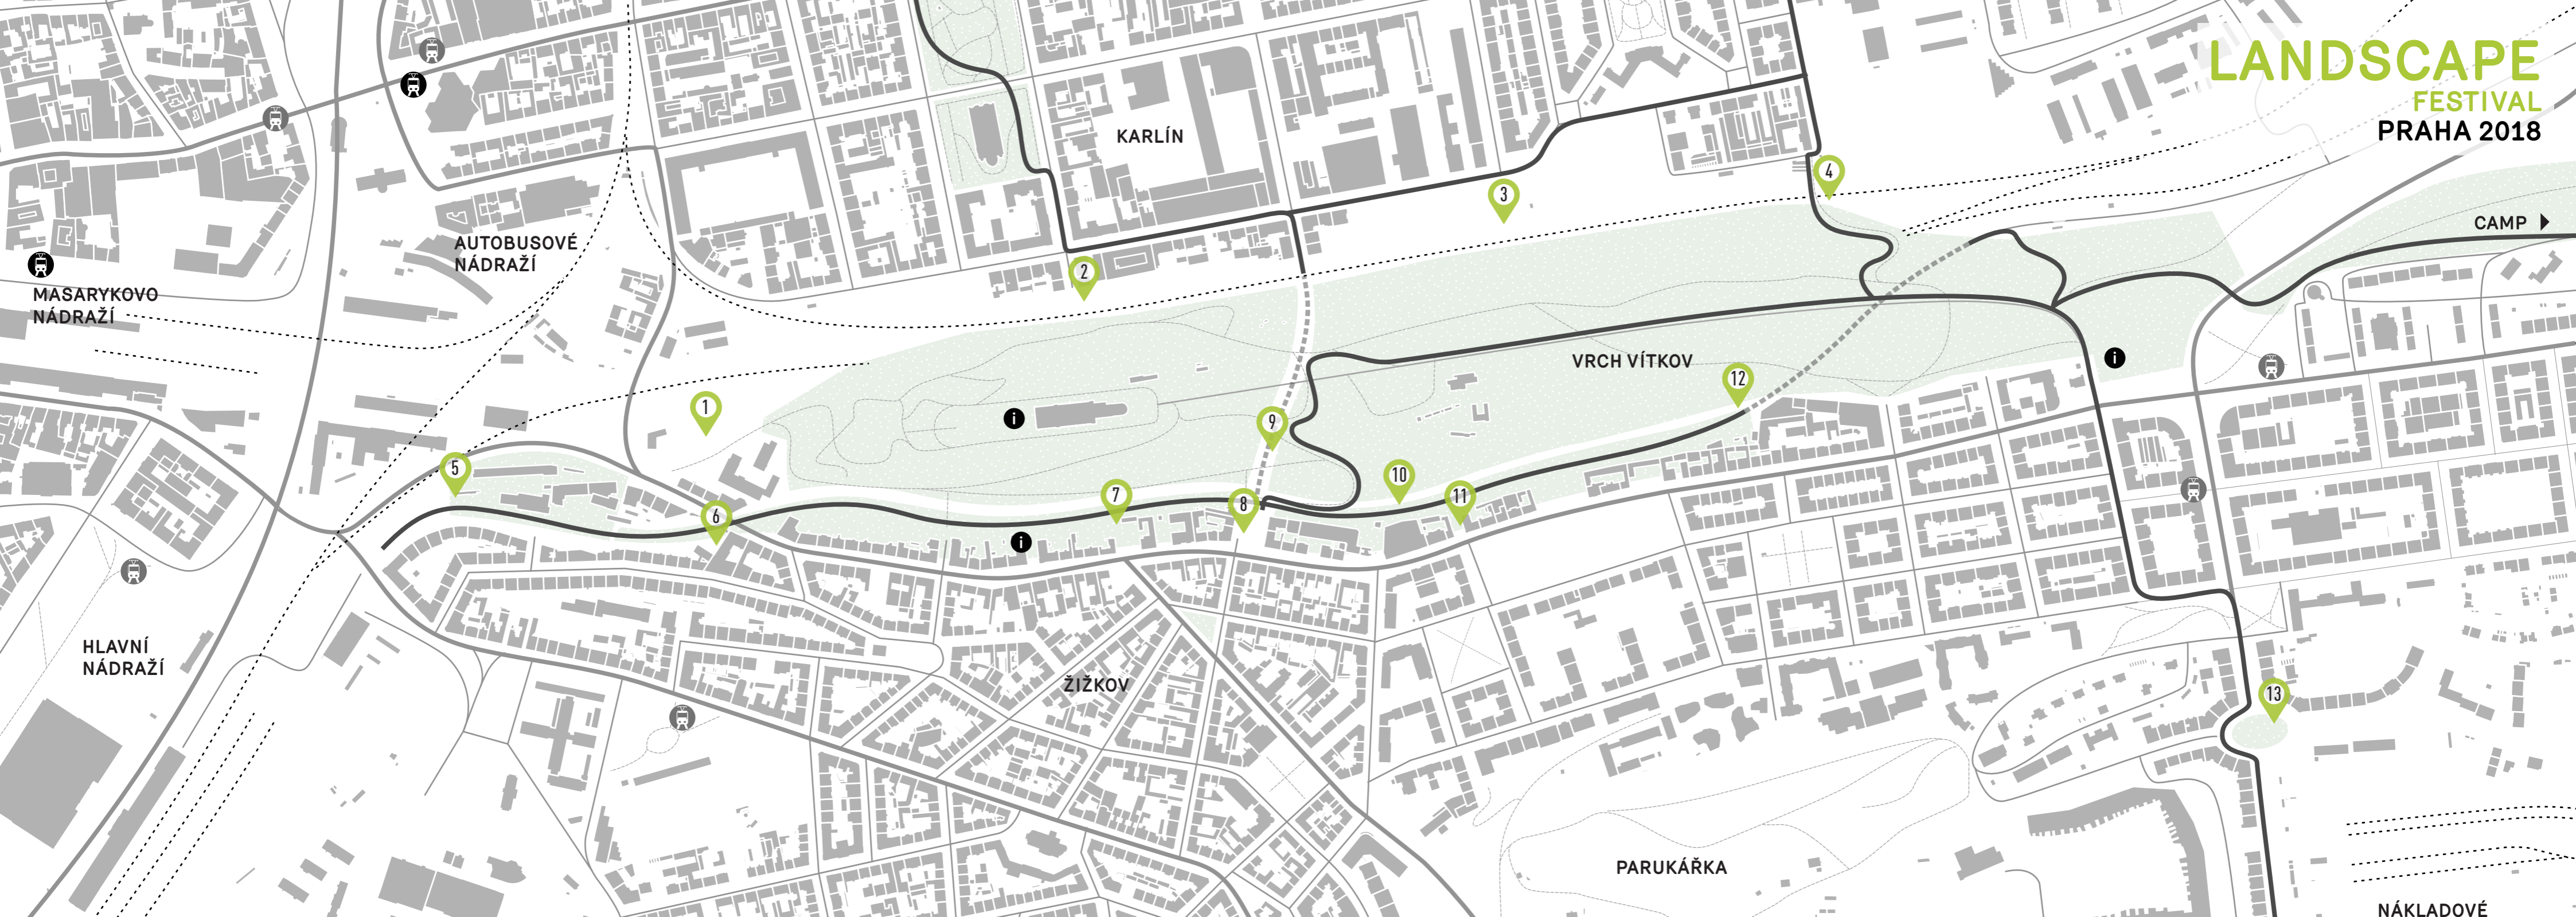 LANDSCAPE
FESTIVAL
PRAHA 2018
KARLÍN
4
3
CAMP
AUTOBUSOVÉ
NÁDRAŽÍ
2
MASARYKOVO
NÁDRAŽÍ
i
VRCH VÍTKOV
12
1
i
9
5
10
7
11
8
6
i
HLAVNÍ
NÁDRAŽÍ
ŽIŽKOV
13
PARUKÁŘKA
NÁKLADOVÉ